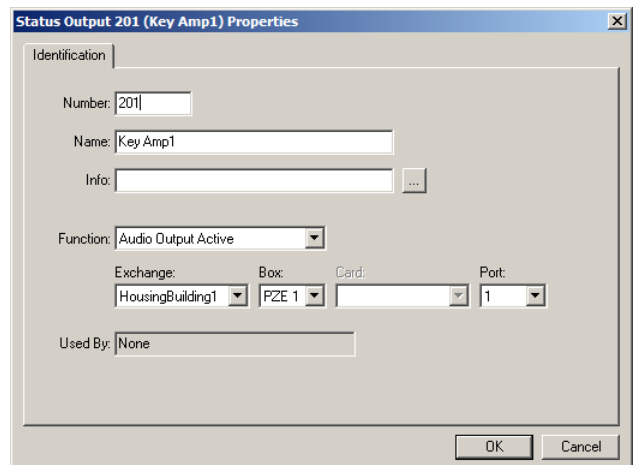 Status Output 201 (Key Amp1) Properties
Identification
Number: 201
Name: Key Amp1
Info: ...
Function: Audio Output Active
Exchange: Box: Card: Port:
HousingBuilding1 PZE 1 1
Used By: None
OK Cancel